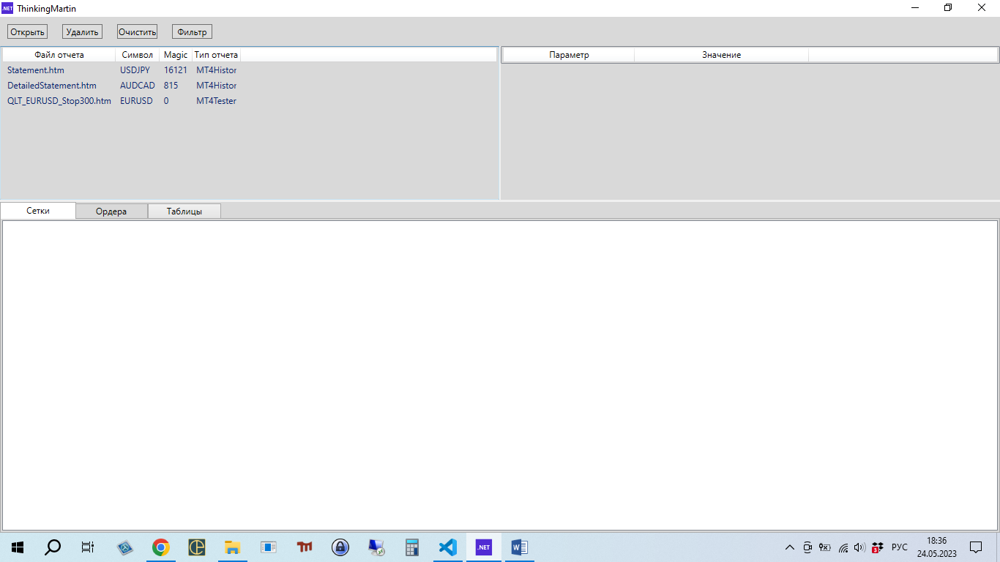 .NET ThinkingMartin
Открыть Удалить Очистить Фильтр
Файл отчета Символ Magic Тип отчета Параметр Значение
Statement.htm USDJPY 16121 MT4Histor
DetailedStatement.htm AUDCAD 815 MT4Histor
QLT_EURUSD_Stop300.htm EURUSD 0 MT4Tester
Сетки Ордера Таблицы
.NET W 3 РУС 18:36
24.05.2023